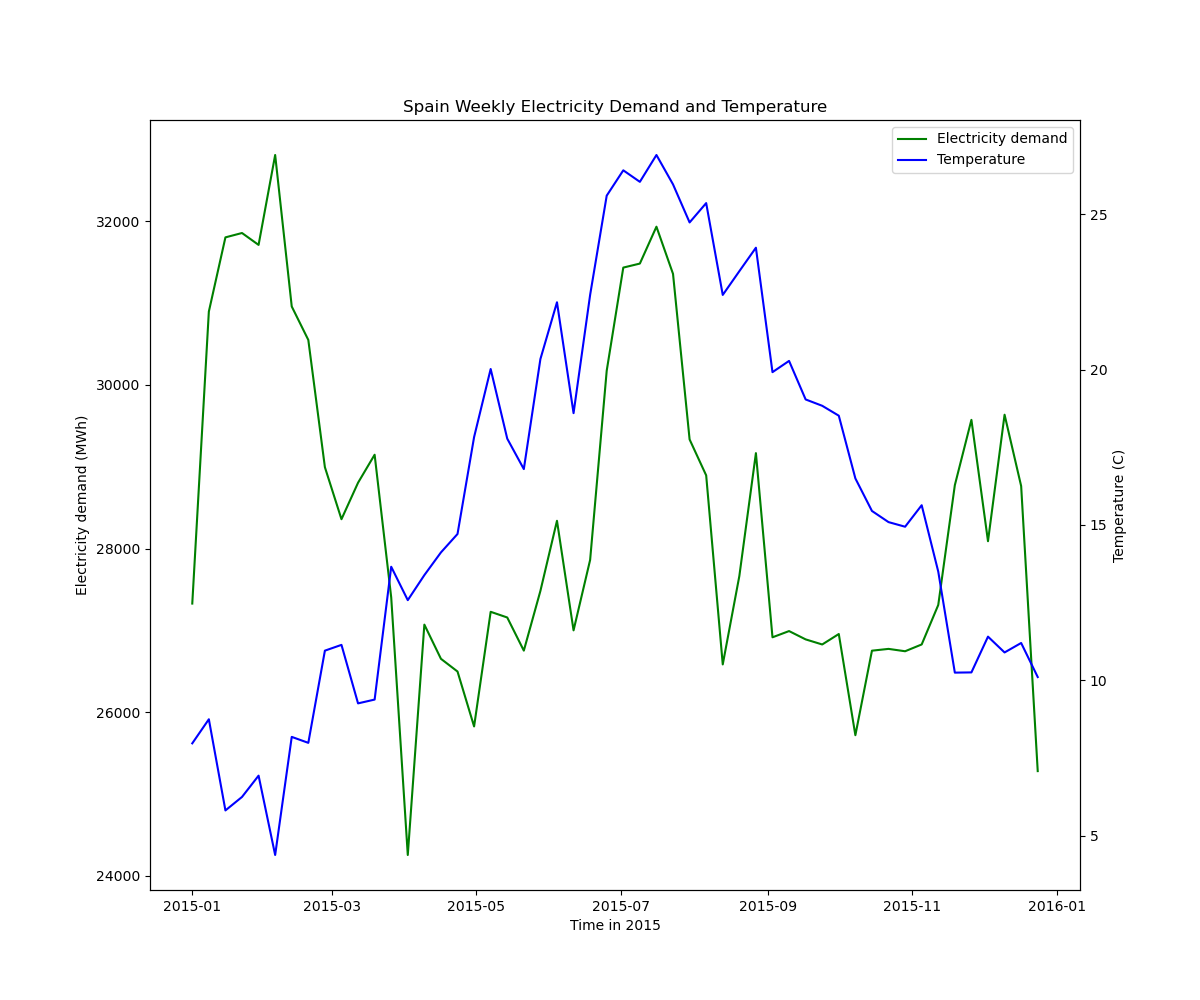 Spain Weekly Electricity Demand and Temperature
Electricity demand
Temperature
32000
30000
28000
26000
24000
Electricity demand (MWh)
25
20
15
10
5
Temperature (C)
2015-01 2015-03 2015-05 2015-07 2015-09 2015-11 2016-01
Time in 2015